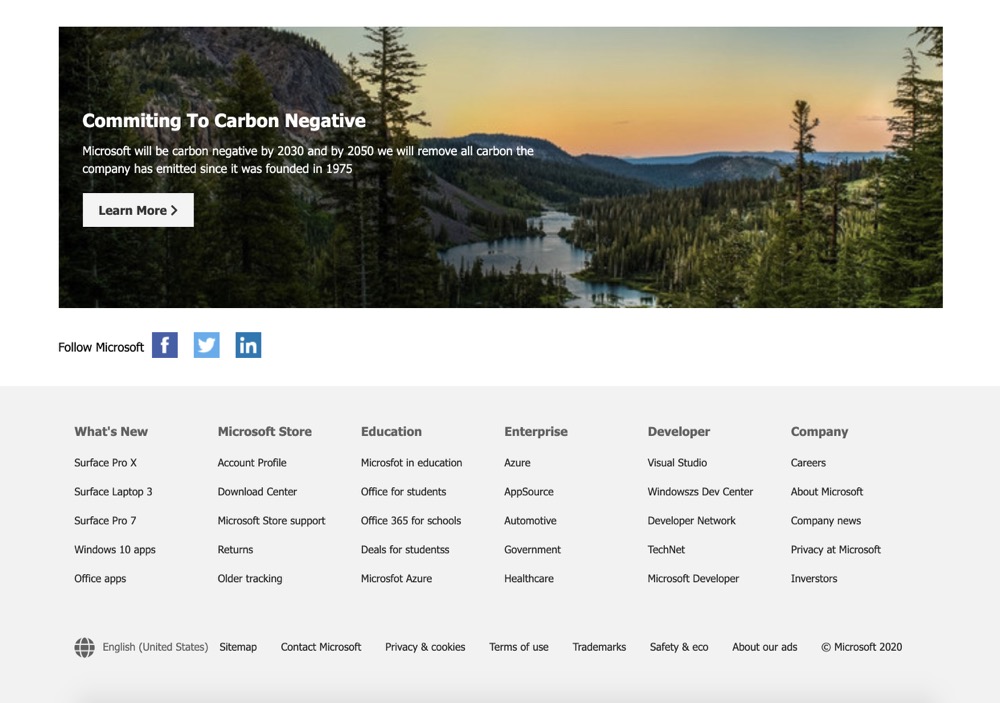 Commiting To Carbon Negative
Microsoft will be carbon negative by 2030 and by 2050 we will remove all carbon the
company has emitted since it was founded in 1975
Learn More
Follow Microsoft
What's New
Surface Pro X
Surface Laptop 3
Surface Pro 7
Windows 10 apps
Office apps
Microsoft Store
Account Profile
Download Center
Microsoft Store support
Returns
Older tracking
Education
Microsfot in education
Office for students
Office 365 for schools
Deals for studentss
Microsfot Azure
Enterprise
Azure
AppSource
Automotive
Government
Healthcare
Developer
Visual Studio
Windowszs Dev Center
Developer Network
TechNet
Microsoft Developer
Company
Careers
About Microsoft
Company news
Privacy at Microsoft
Inverstors
English (United States) Sitemap Contact Microsoft Privacy & cookies Terms of use Trademarks Safety & eco About our ads © Microsoft 2020